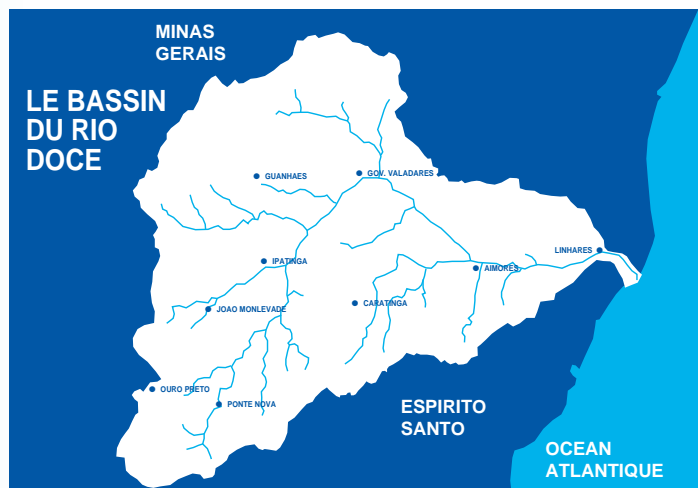 MINAS
GERAIS
LE BASSIN
DU RIO
DOCE
GUANHAES
GOV. VALADARES
LINHARES
IPATINGA
AIMORES
JOAO MONLEVADE
CARATINGA
OURO PRETO
PONTE NOVA
ESPIRITO
SANTO
OCEAN
ATLANTIQUE